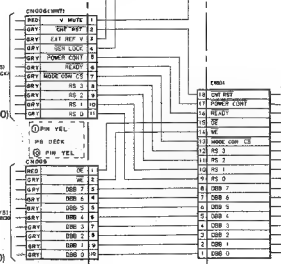 CN005(WHT)
RED V MUTE 1
GRY CNT RST 2
GRY EXT REF V 3
GRY GEN LOCK 4
GRY POWER CONT 5
GRY READY 6
GRY MODE COM CS 7
GRY RS 3 8
GRY RS 2 9
GRY RS 1 10
GRY RS 0 11
① PIN YEL
PB DECK
PIN YEL
CN006
RED OE 1
GRY WE 2
GRY DBB 7 3
GRY DBB 6 4
GRY DBB 5 5
GRY DBB 4 6
GRY DBB 3 7
GRY DBB 2 8
GRY DBB 1 9
GRY DBB 0 10
18 CNT RST
17 POWER CONT
16 READY
15 OE
14 WE
13 MODE COM CS
12 RS 3
11 RS 2
10 RS 1
9 RS 0
8 DBB 7
7 DBB 6
6 DBB 5
5 DBB 4
4 DBB 3
3 DBB 2
2 DBB 1
1 DBB 0